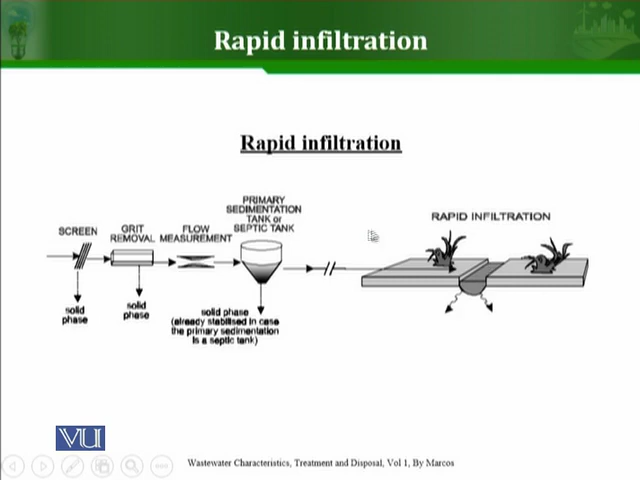 Rapid infiltration
Rapid infiltration
PRIMARY
SEDIMENTATION
TANK or
SEPTIC TANK
SCREEN
GRIT
REMOVAL
FLOW
MEASUREMENT
RAPID INFILTRATION
solid
phase
solid
phase
solid phase
(already stabilised in case
the primary sedimentation
is a septic tank)
VU
Wastewater Characteristics, Treatment and Disposal, Vol 1, By Marcos